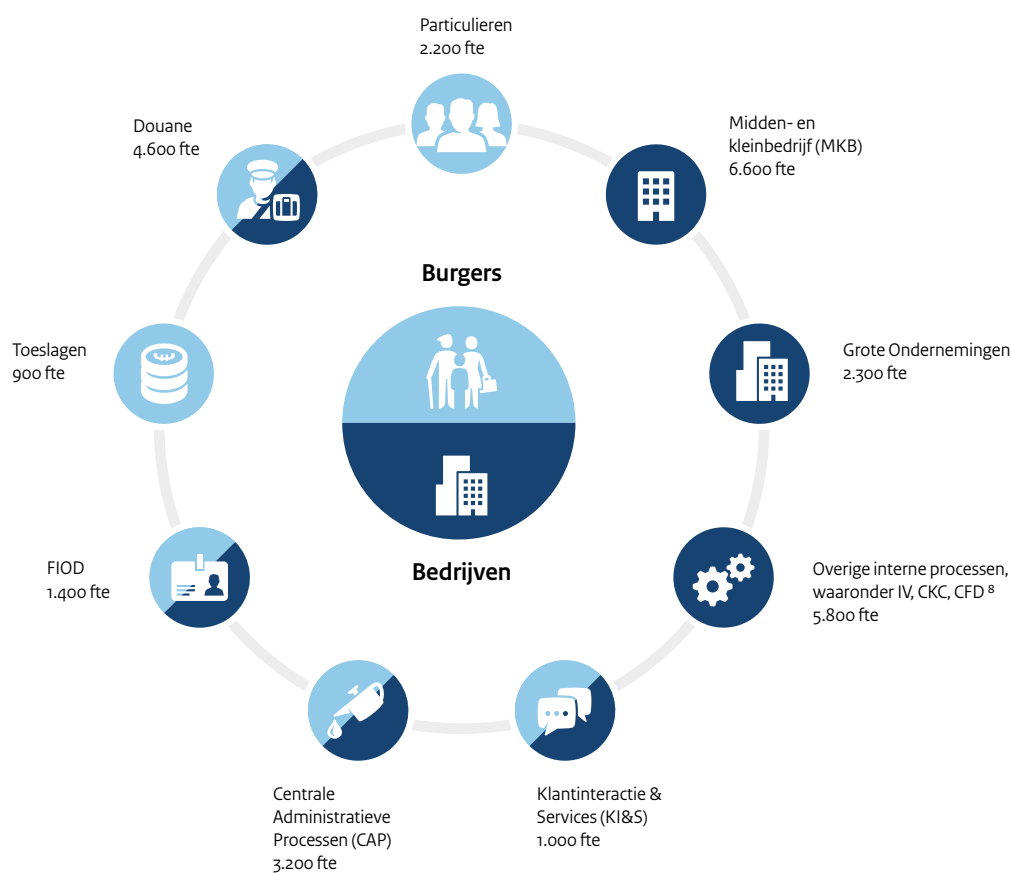 Particulieren
2.200 fte
Douane
4.600 fte
Midden- en
kleinbedrijf (MKB)
6.600 fte
Burgers
Toeslagen
900 fte
Grote Ondernemingen
2.300 fte
Bedrijven
FIOD
1.400 fte
Overige interne processen,
waaronder IV, CKC, CFD ⁸
5.800 fte
Centrale
Administratieve
Processen (CAP)
3.200 fte
Klantinteractie &
Services (KI&S)
1.000 fte